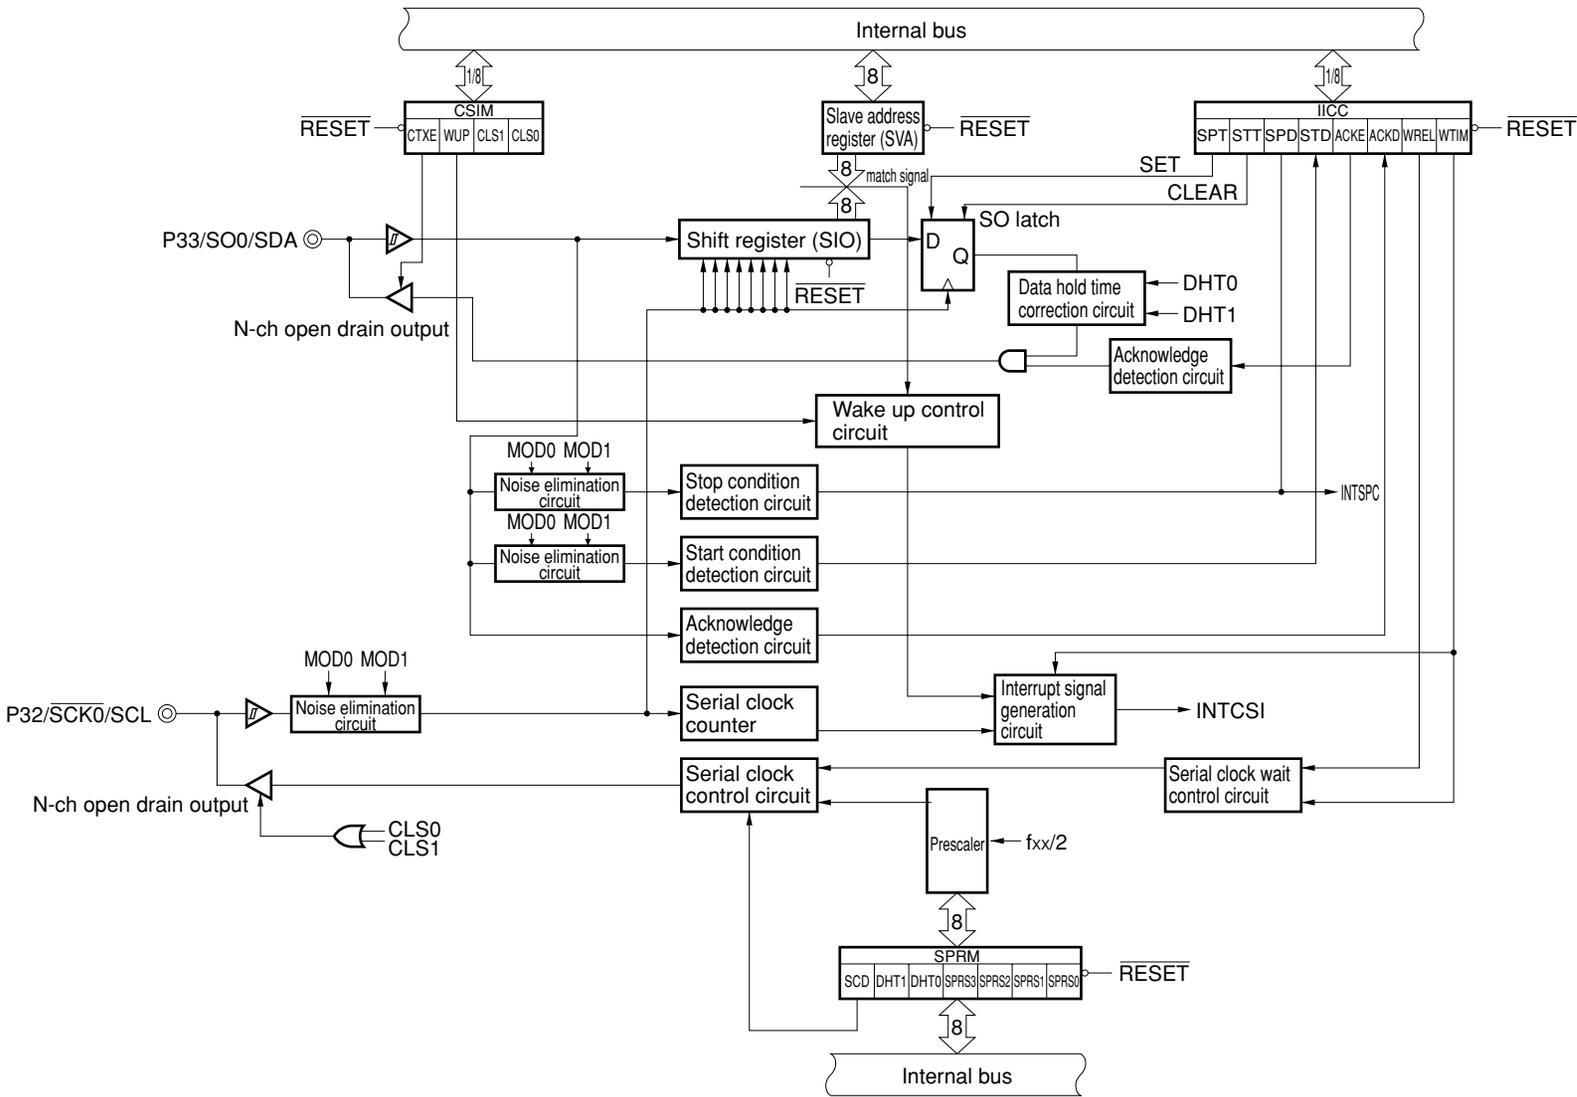 Internal bus
1/8
8
1/8
CSIM
CTXE WUP CLS1 CLS0
RESET
Slave address
register (SVA)
RESET
IICC
SPT STT SPD STD ACKE ACKD WREL WTIM
RESET
8
match signal
8
SET
CLEAR
P33/SO0/SDA
Shift register (SIO)
RESET
SO latch
D
Q
Data hold time
correction circuit
DHT0
DHT1
N-ch open drain output
Acknowledge
detection circuit
Wake up control
circuit
MOD0 MOD1
Noise elimination
circuit
Stop condition
detection circuit
INTSPC
MOD0 MOD1
Noise elimination
circuit
Start condition
detection circuit
Acknowledge
detection circuit
MOD0 MOD1
P32/SCK0/SCL
Noise elimination
circuit
Serial clock
counter
Interrupt signal
generation
circuit
INTCSI
N-ch open drain output
Serial clock
control circuit
Serial clock wait
control circuit
CLS0
CLS1
Prescaler
fxx/2
8
SPRM
SCD DHT1 DHT0 SPRS3 SPRS2 SPRS1 SPRS0
RESET
8
Internal bus